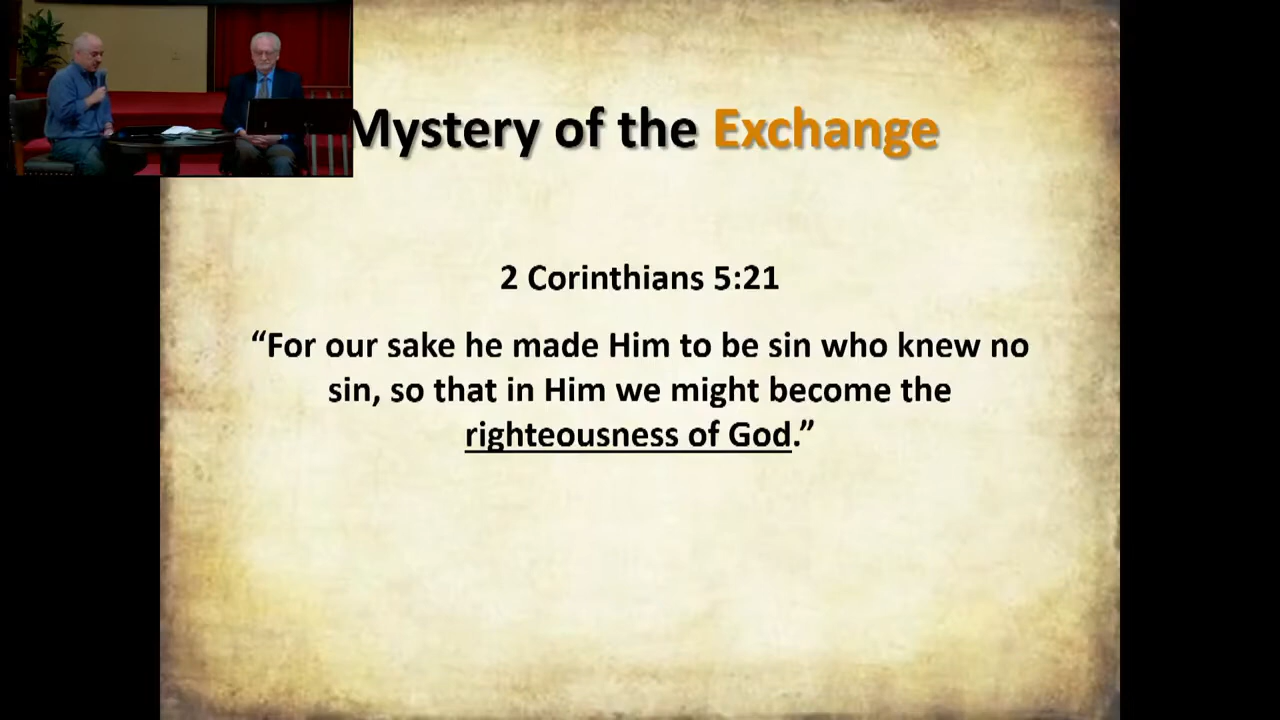 Mystery of the Exchange
2 Corinthians 5:21
“For our sake he made Him to be sin who knew no
sin, so that in Him we might become the
righteousness of God.”